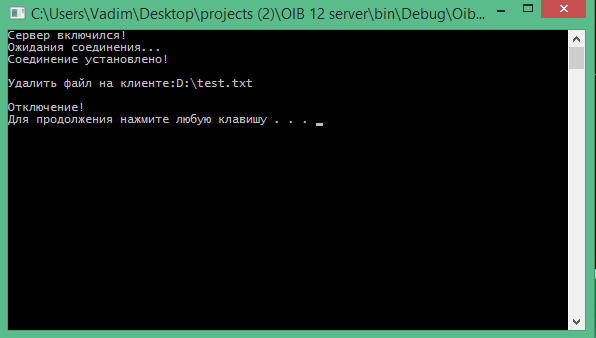 C:\Users\Vadim\Desktop\projects (2)\OIB 12 server\bin\Debug\Oib...
Сервер включился!
Ожидания соединения...
Соединение установлено!
Удалить файл на клиенте:D:\test.txt
Отключение!
Для продолжения нажмите любую клавишу . . .